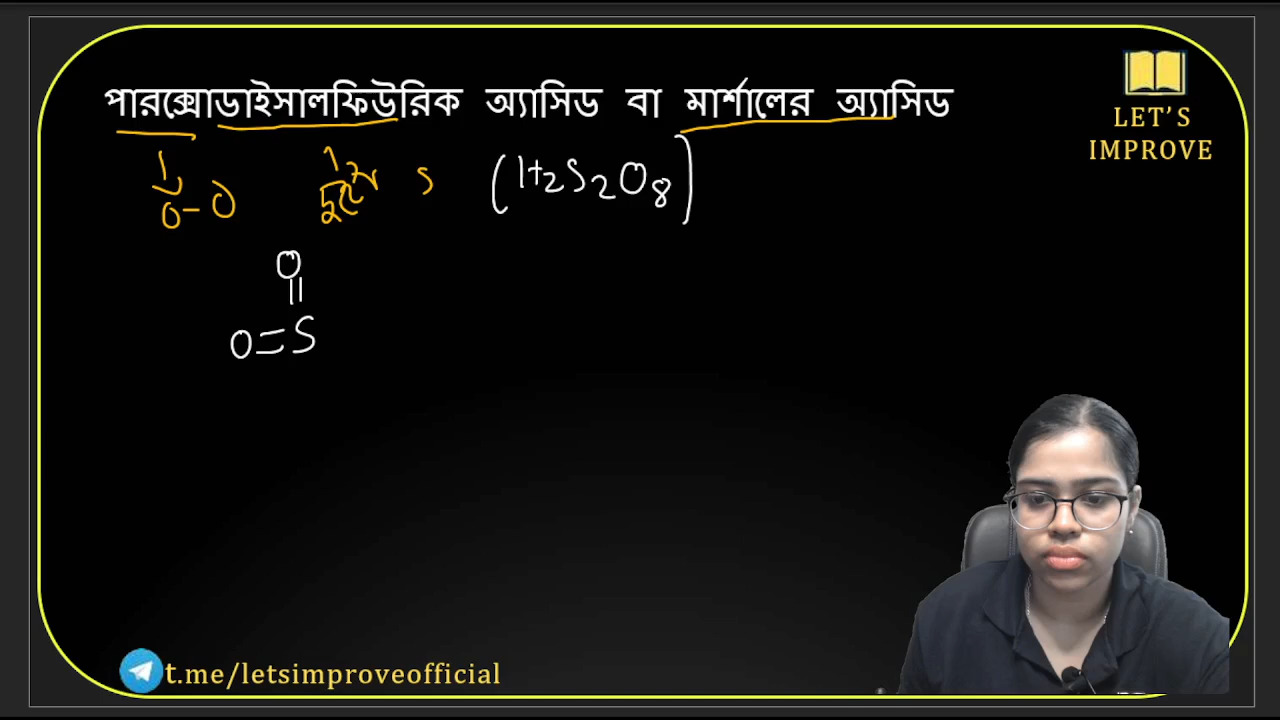 পারক্সোডাইসালফিউরিক অ্যাসিড বা মার্শালের অ্যাসিড
LET'S
IMPROVE
O-O S (H2S2O8)
O
||
O=S
t.me/letsimproveofficial